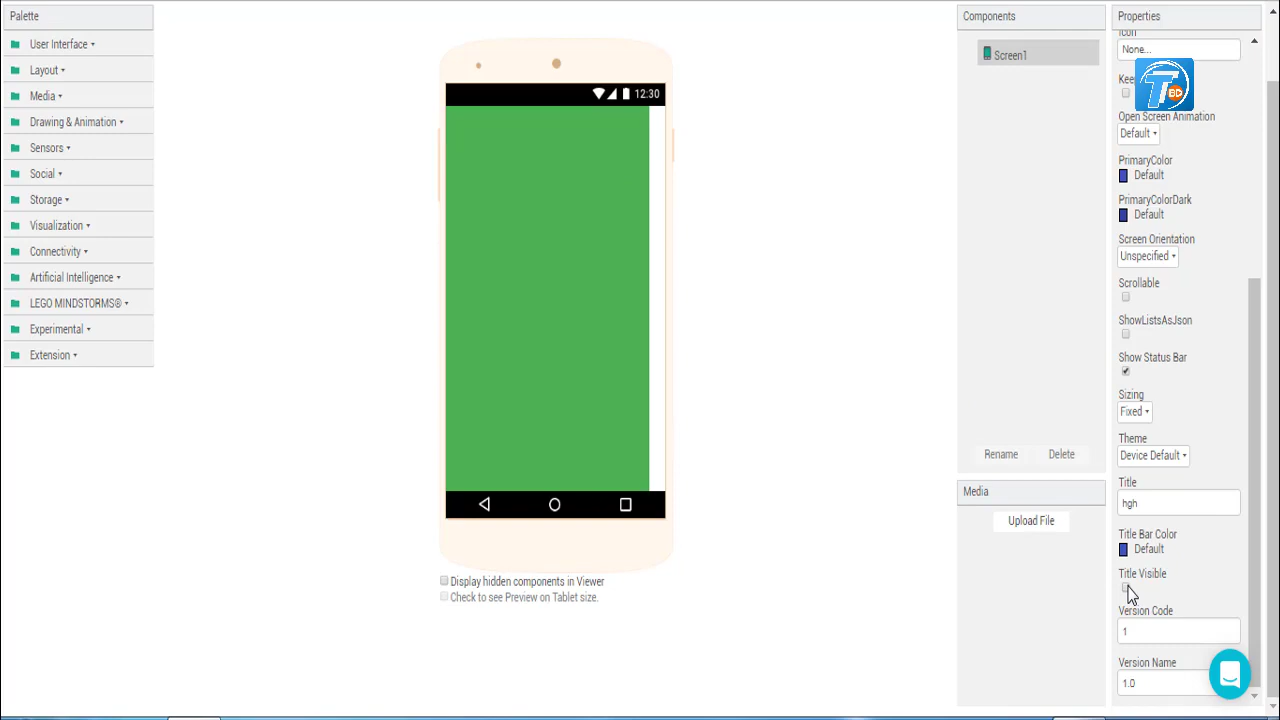 Palette
User Interface
Layout
Media
Drawing & Animation
Sensors
Social
Storage
Visualization
Connectivity
Artificial Intelligence
LEGO MINDSTORMS®
Experimental
Extension
12:30
Display hidden components in Viewer
Check to see Preview on Tablet size.
Components
Screen1
Rename
Delete
Media
Upload File
Properties
Icon
None...
T BD
Open Screen Animation
Default
PrimaryColor
Default
PrimaryColorDark
Default
Screen Orientation
Unspecified
Scrollable
ShowListsAsJson
Show Status Bar
Sizing
Fixed
Theme
Device Default
Title
hgh
Title Bar Color
Default
Title Visible
Version Code
1
Version Name
1.0